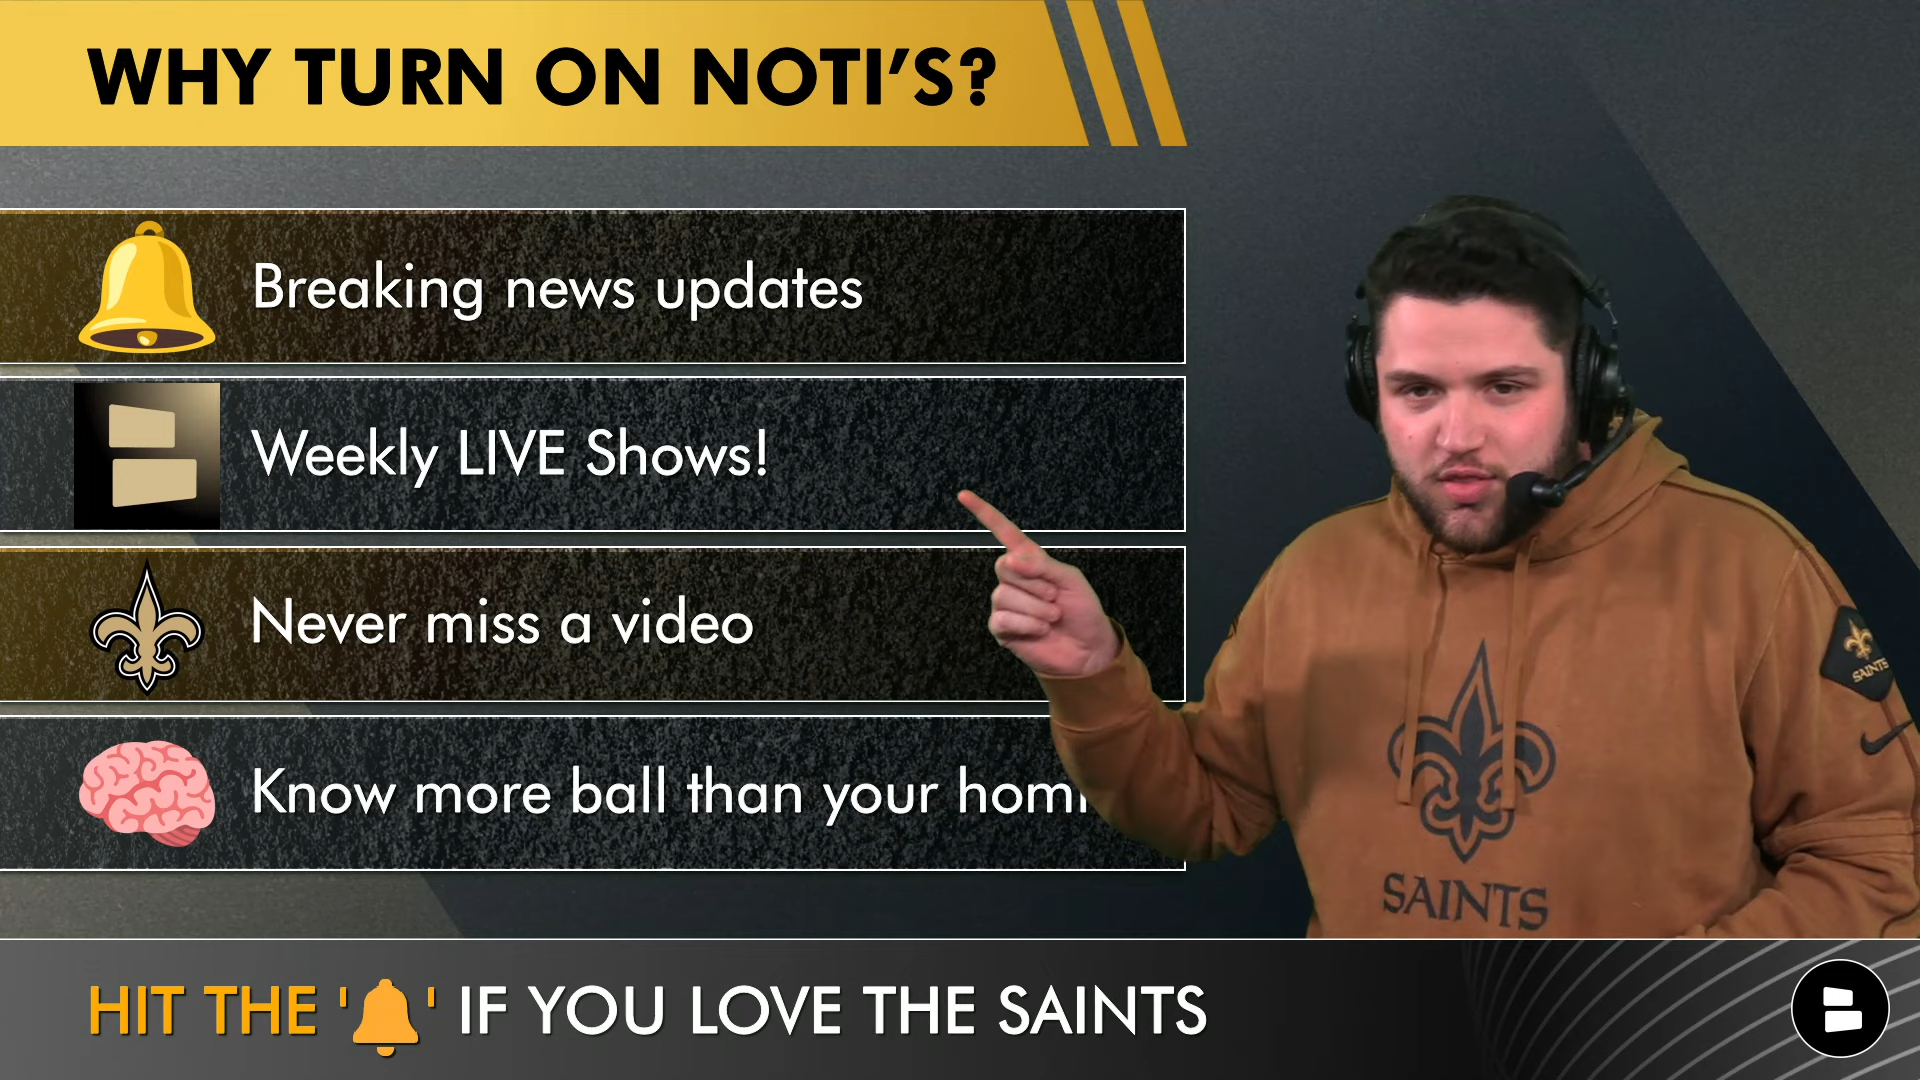 WHY TURN ON NOTI'S?
Breaking news updates
Weekly LIVE Shows!
Never miss a video
Know more ball than your
HIT THE '🔔' IF YOU LOVE THE SAINTS
SAINTS
SAINTS